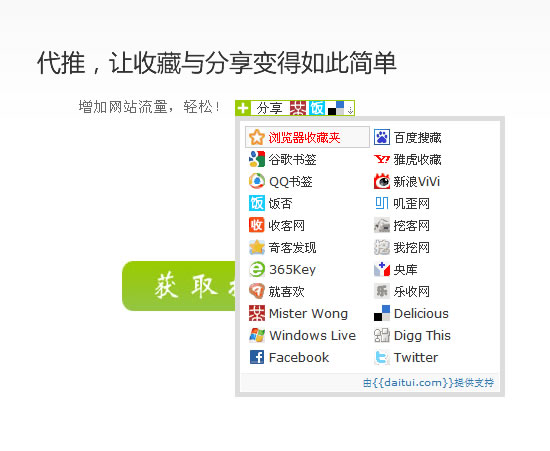 代推，让收藏与分享变得如此简单
增加网站流量，轻松！ 分享 饭
浏览器收藏夹 百度搜藏
谷歌书签 雅虎收藏
QQ书签 新浪ViVi
饭 饭否 叽歪网
收 收客网 挖客网
奇客发现 我挖网
365Key 央库
就喜欢 乐 乐收网
Mister Wong Delicious
Windows Live Digg This
Facebook Twitter
获取
由{{daitui.com}}提供支持